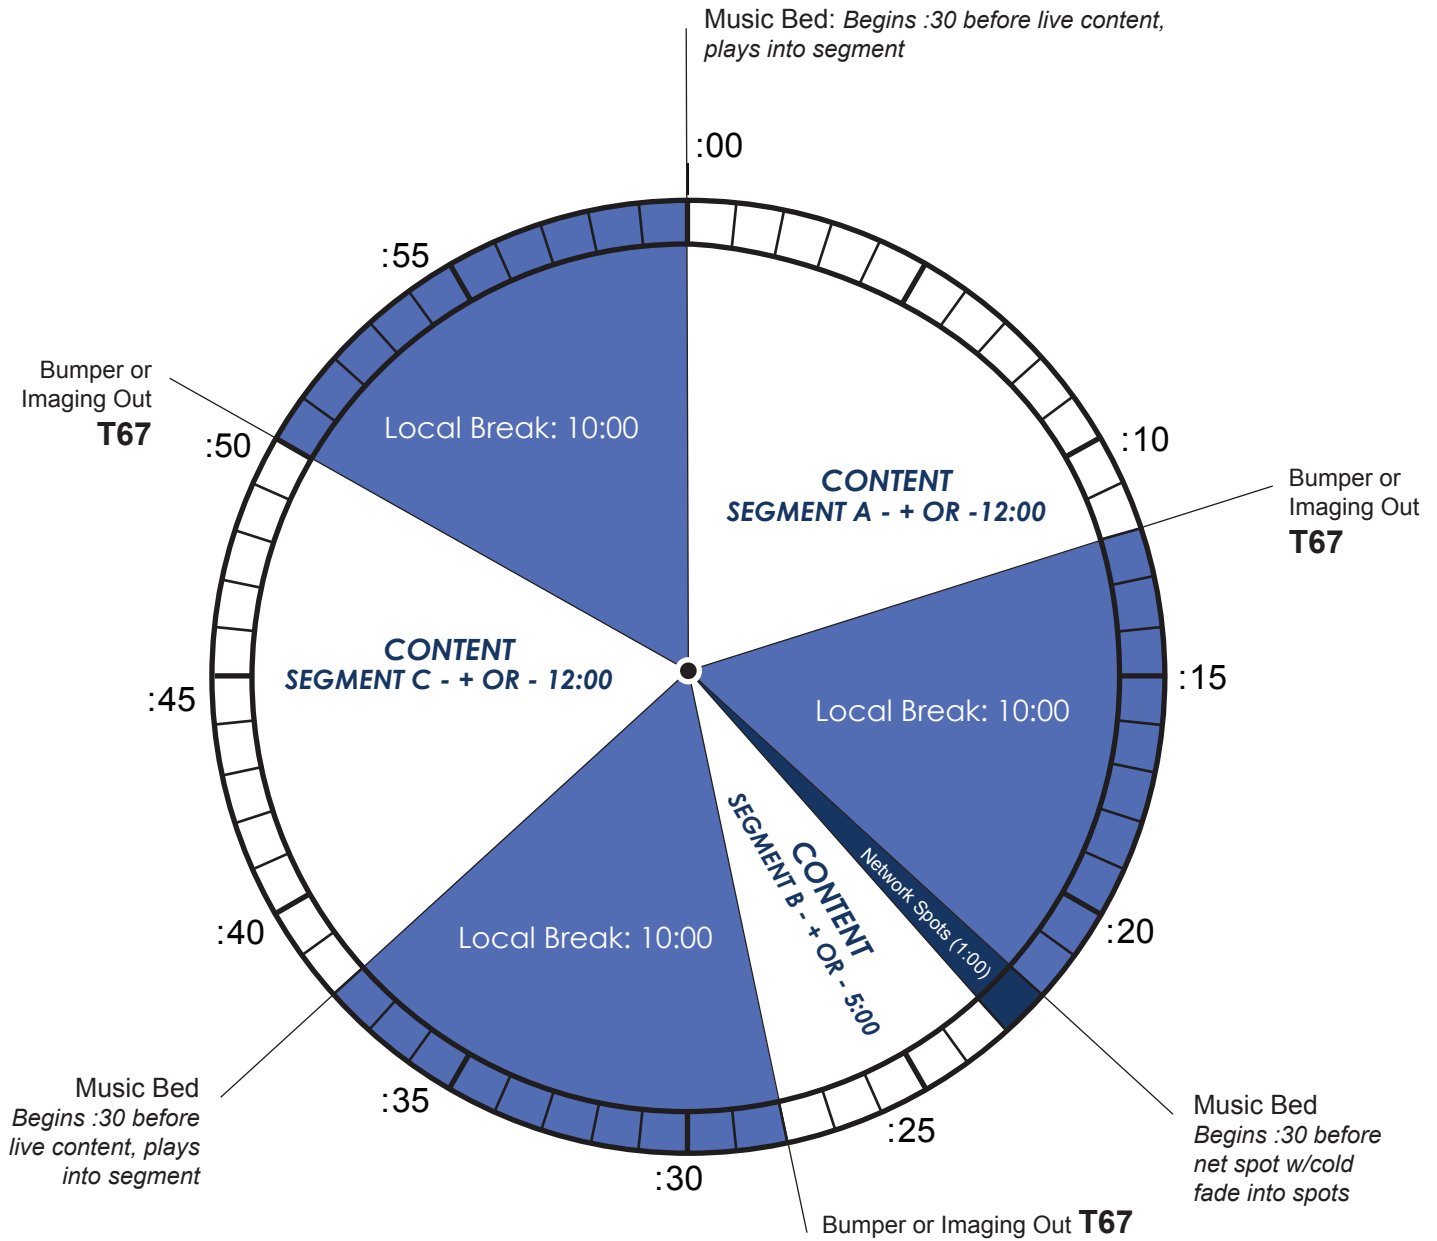 Music Bed: Begins :30 before live content,
plays into segment
:00
:55
Bumper or
Imaging Out
T67
:50
Local Break: 10:00
:10
CONTENT
SEGMENT A - + OR -12:00
Bumper or
Imaging Out
T67
CONTENT
SEGMENT C - + OR - 12:00
:45
:15
Local Break: 10:00
CONTENT
SEGMENT B - + OR - 5:00
Network Spots (1:00)
:40
Local Break: 10:00
:20
Music Bed
Begins :30 before
live content, plays
into segment
:35
:25
Music Bed
Begins :30 before
net spot w/cold
fade into spots
:30
Bumper or Imaging Out T67